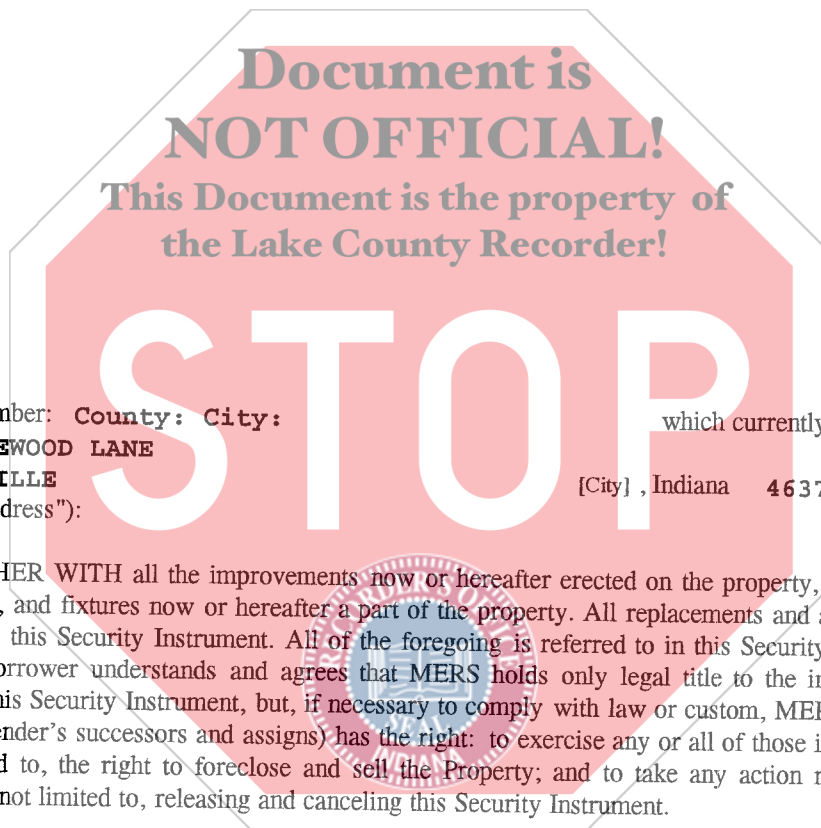 Document is
NOT OFFICIAL!
This Document is the property of
the Lake County Recorder!
STOP
mber: County: City: which currently
EWOOD LANE
ILLE [City] , Indiana 4637
dress"):
HER WITH all the improvements now or hereafter erected on the property,
, and fixtures now or hereafter a part of the property. All replacements and a
this Security Instrument. All of the foregoing is referred to in this Security
orrower understands and agrees that MERS holds only legal title to the in
his Security Instrument, but, if necessary to comply with law or custom, MER
ender's successors and assigns) has the right: to exercise any or all of those i
d to, the right to foreclose and sell the Property; and to take any action r
not limited to, releasing and canceling this Security Instrument.
RECORDER'S OFFICE
SEAL
INDIANA